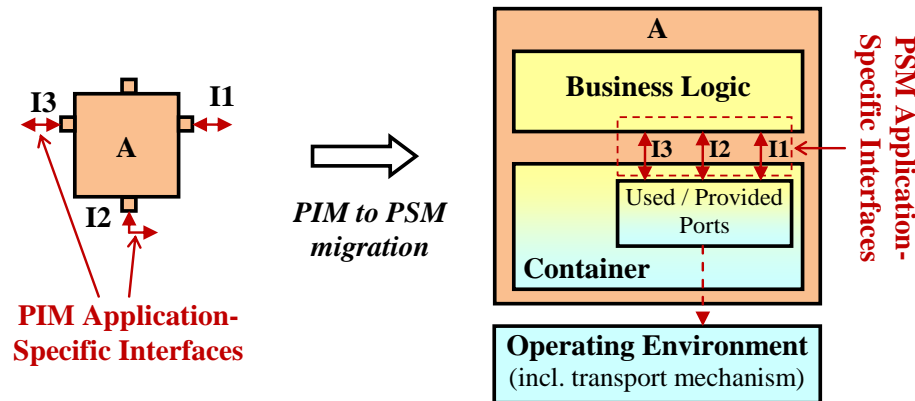 I3
I1
A
I2
PIM Application-
Specific Interfaces
PIM to PSM
migration
A
Business Logic
I3
I2
I1
Used / Provided
Ports
Container
Operating Environment
(incl. transport mechanism)
PSM Application-
Specific Interfaces